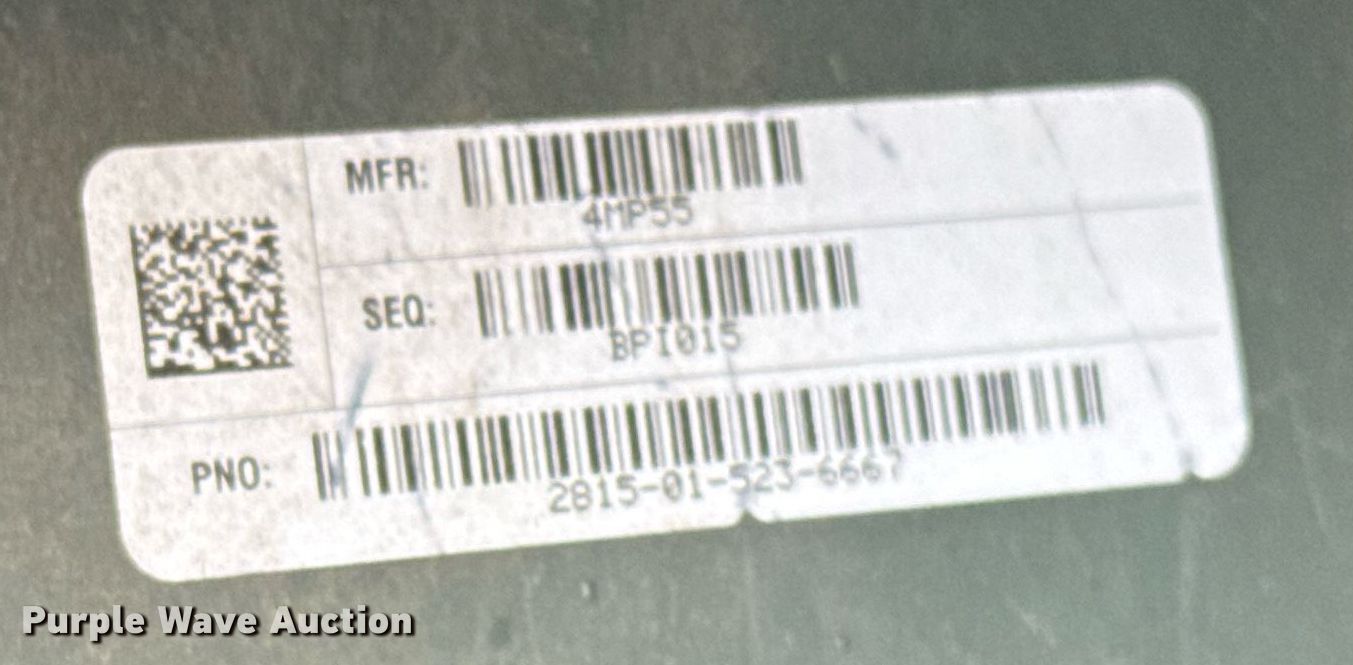 MFR:
4MP55
SEQ:
BPI015
PNO:
2815-01-523-6667
Purple Wave Auction